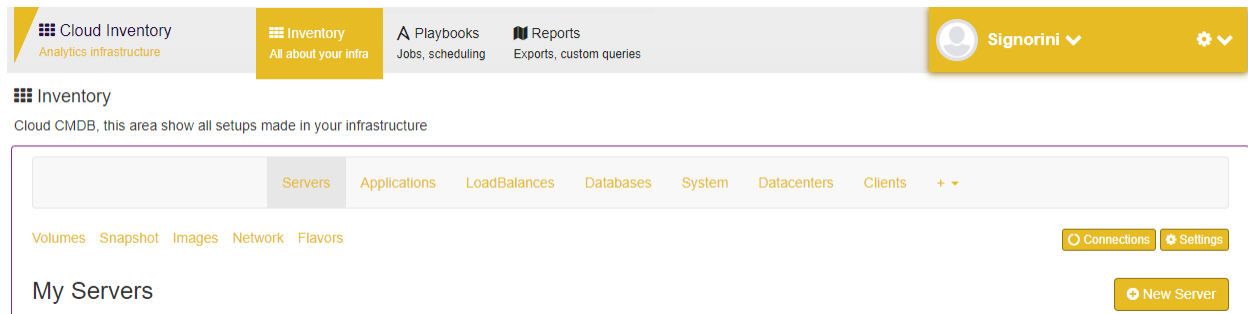 Cloud Inventory
Analytics infrastructure
Inventory
All about your infra
Playbooks
Jobs, scheduling
Reports
Exports, custom queries
Signorini
Inventory
Cloud CMDB, this area show all setups made in your infrastructure
Servers Applications LoadBalances Databases System Datacenters Clients +
Volumes Snapshot Images Network Flavors Connections Settings
My Servers New Server